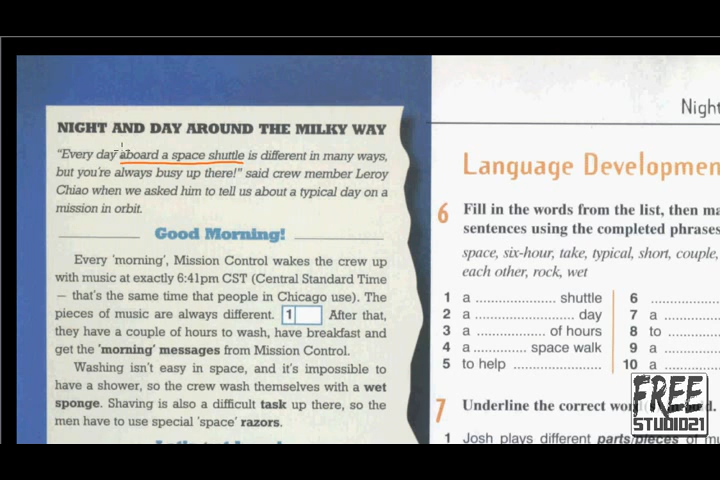 NIGHT AND DAY AROUND THE MILKY WAY
"Every day aboard a space shuttle is different in many ways,
but you're always busy up there!" said crew member Leroy
Chiao when we asked him to tell us about a typical day on a
mission in orbit.
Good Morning!
Every 'morning', Mission Control wakes the crew up
with music at exactly 6:41pm CST (Central Standard Time
— that's the same time that people in Chicago use). The
pieces of music are always different. 1 After that,
they have a couple of hours to wash, have breakfast and
get the 'morning' messages from Mission Control.
Washing isn't easy in space, and it's impossible to
have a shower, so the crew wash themselves with a wet
sponge. Shaving is also a difficult task up there, so the
men have to use special 'space' razors.
Night
Language Developmen
6 Fill in the words from the list, then ma
sentences using the completed phrases
space, six-hour, take, typical, short, couple,
each other, rock, wet
1 a ..................... shuttle
2 a .......................... day
3 a ................... of hours
4 a .............. space walk
5 to help .......................
6 ..................
7 a ...............
8 to ..............
9 a ...............
10 a ...............
7 Underline the correct wor
1 Josh plays different parts/pieces of mu
FREE
STUDIO21